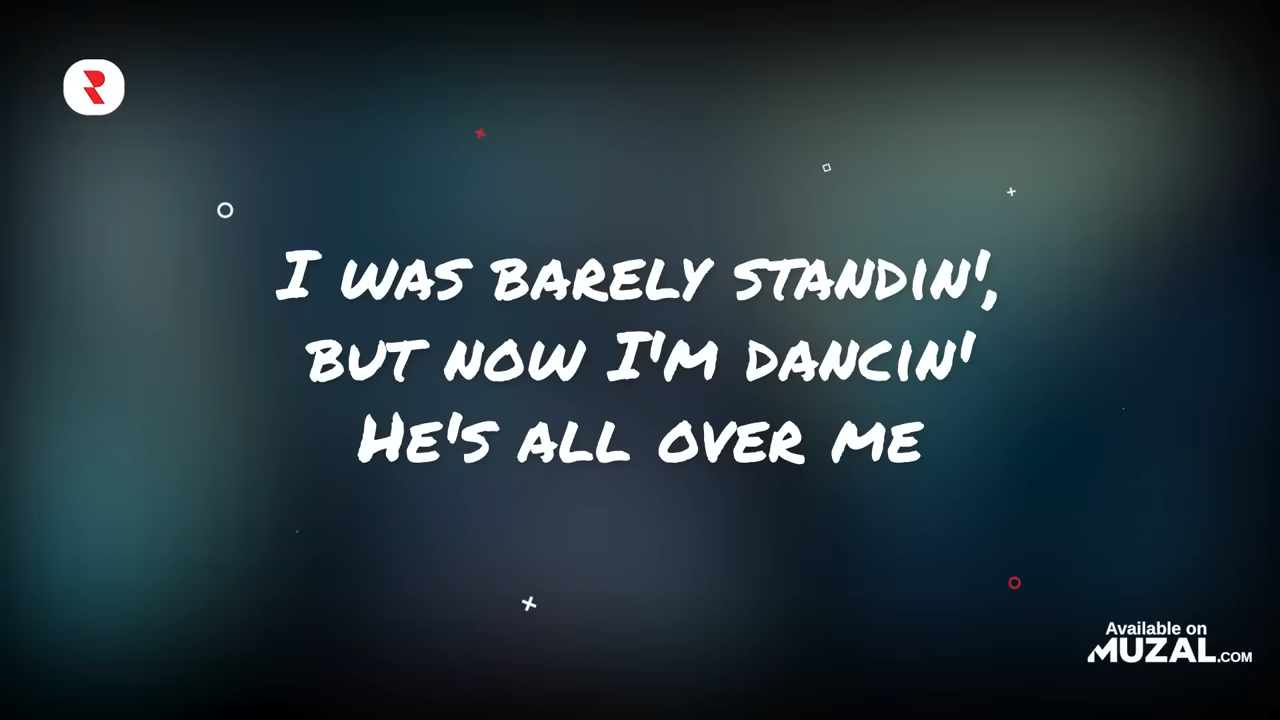 I WAS BARELY STANDIN',
BUT NOW I'M DANCIN'
HE'S ALL OVER ME
Available on
MUZAL.COM